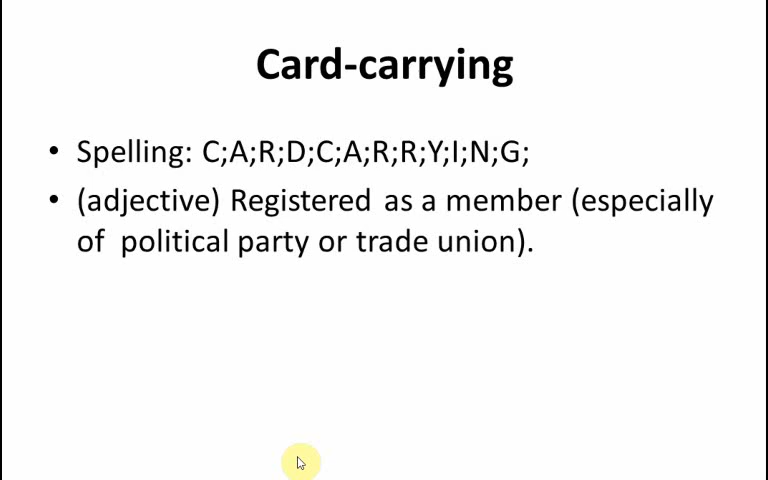 Card-carrying
• Spelling: C;A;R;D;C;A;R;R;Y;I;N;G;
• (adjective) Registered as a member (especially
of political party or trade union).